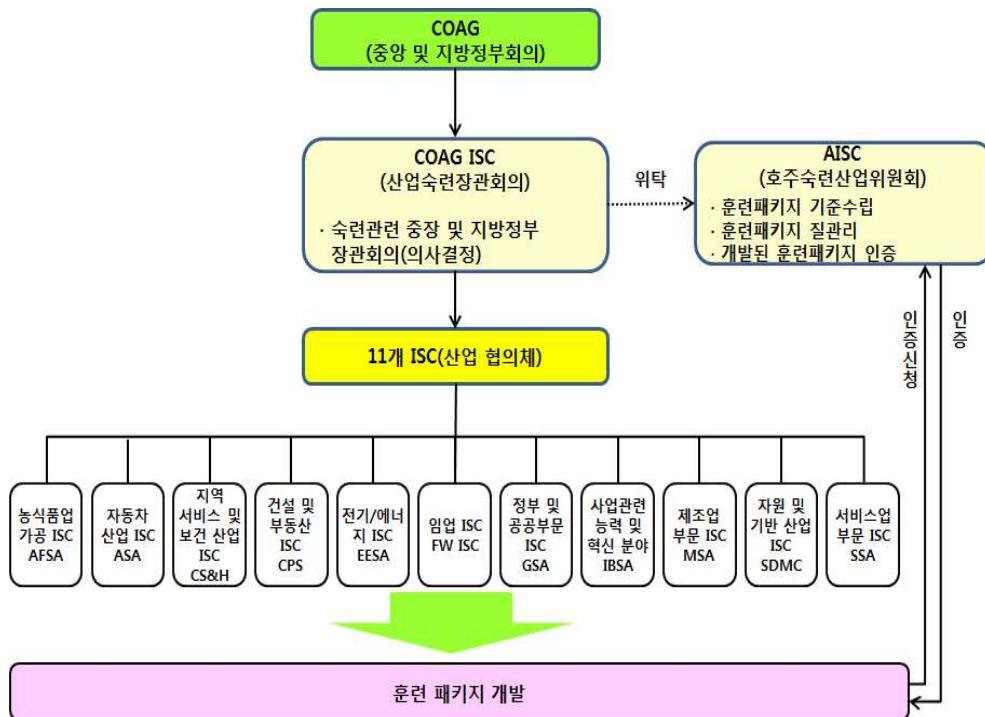 COAG
(중앙 및 지방정부회의)
COAG ISC
(산업숙련장관회의)
· 숙련관련 중장 및 지방정부
장관회의(의사결정)
위탁
AISC
(호주숙련산업위원회)
· 훈련패키지 기준수립
· 훈련패키지 질관리
· 개발된 훈련패키지 인증
인증신청
인증
11개 ISC(산업 협의체)
농식품업
가공 ISC
AFSA
자동차
산업 ISC
ASA
지역
서비스 및
보건 산업
ISC
CS&H
건설 및
부동산
ISC
CPS
전기/에너
지 ISC
EESA
임업 ISC
FW ISC
정부 및
공공부문
ISC
GSA
사업관련
능력 및
혁신 분야
IBSA
제조업
부문 ISC
MSA
자원 및
기반 산업
ISC
SDMC
서비스업
부문 ISC
SSA
훈련 패키지 개발